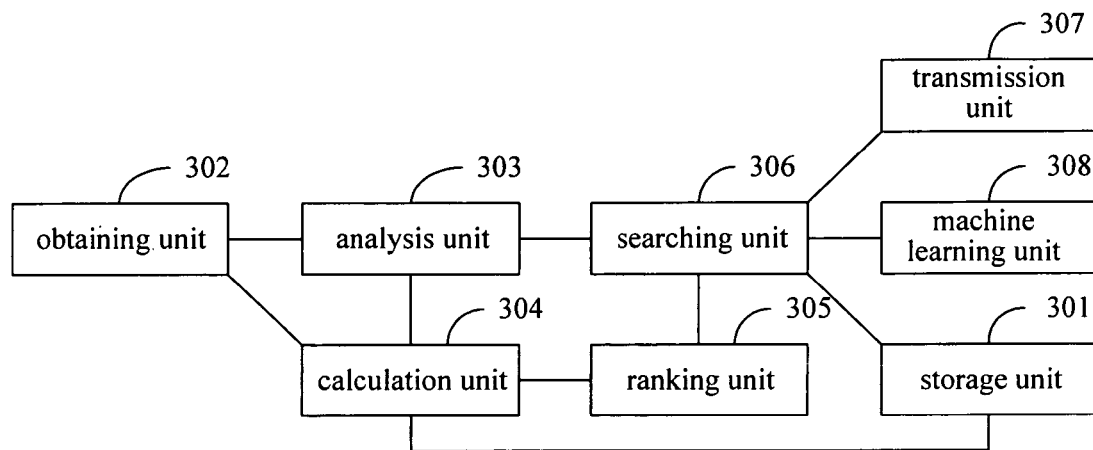 307
transmission
unit
302
303
306
308
obtaining unit
analysis unit
searching unit
machine
learning unit
304
305
301
calculation unit
ranking unit
storage unit